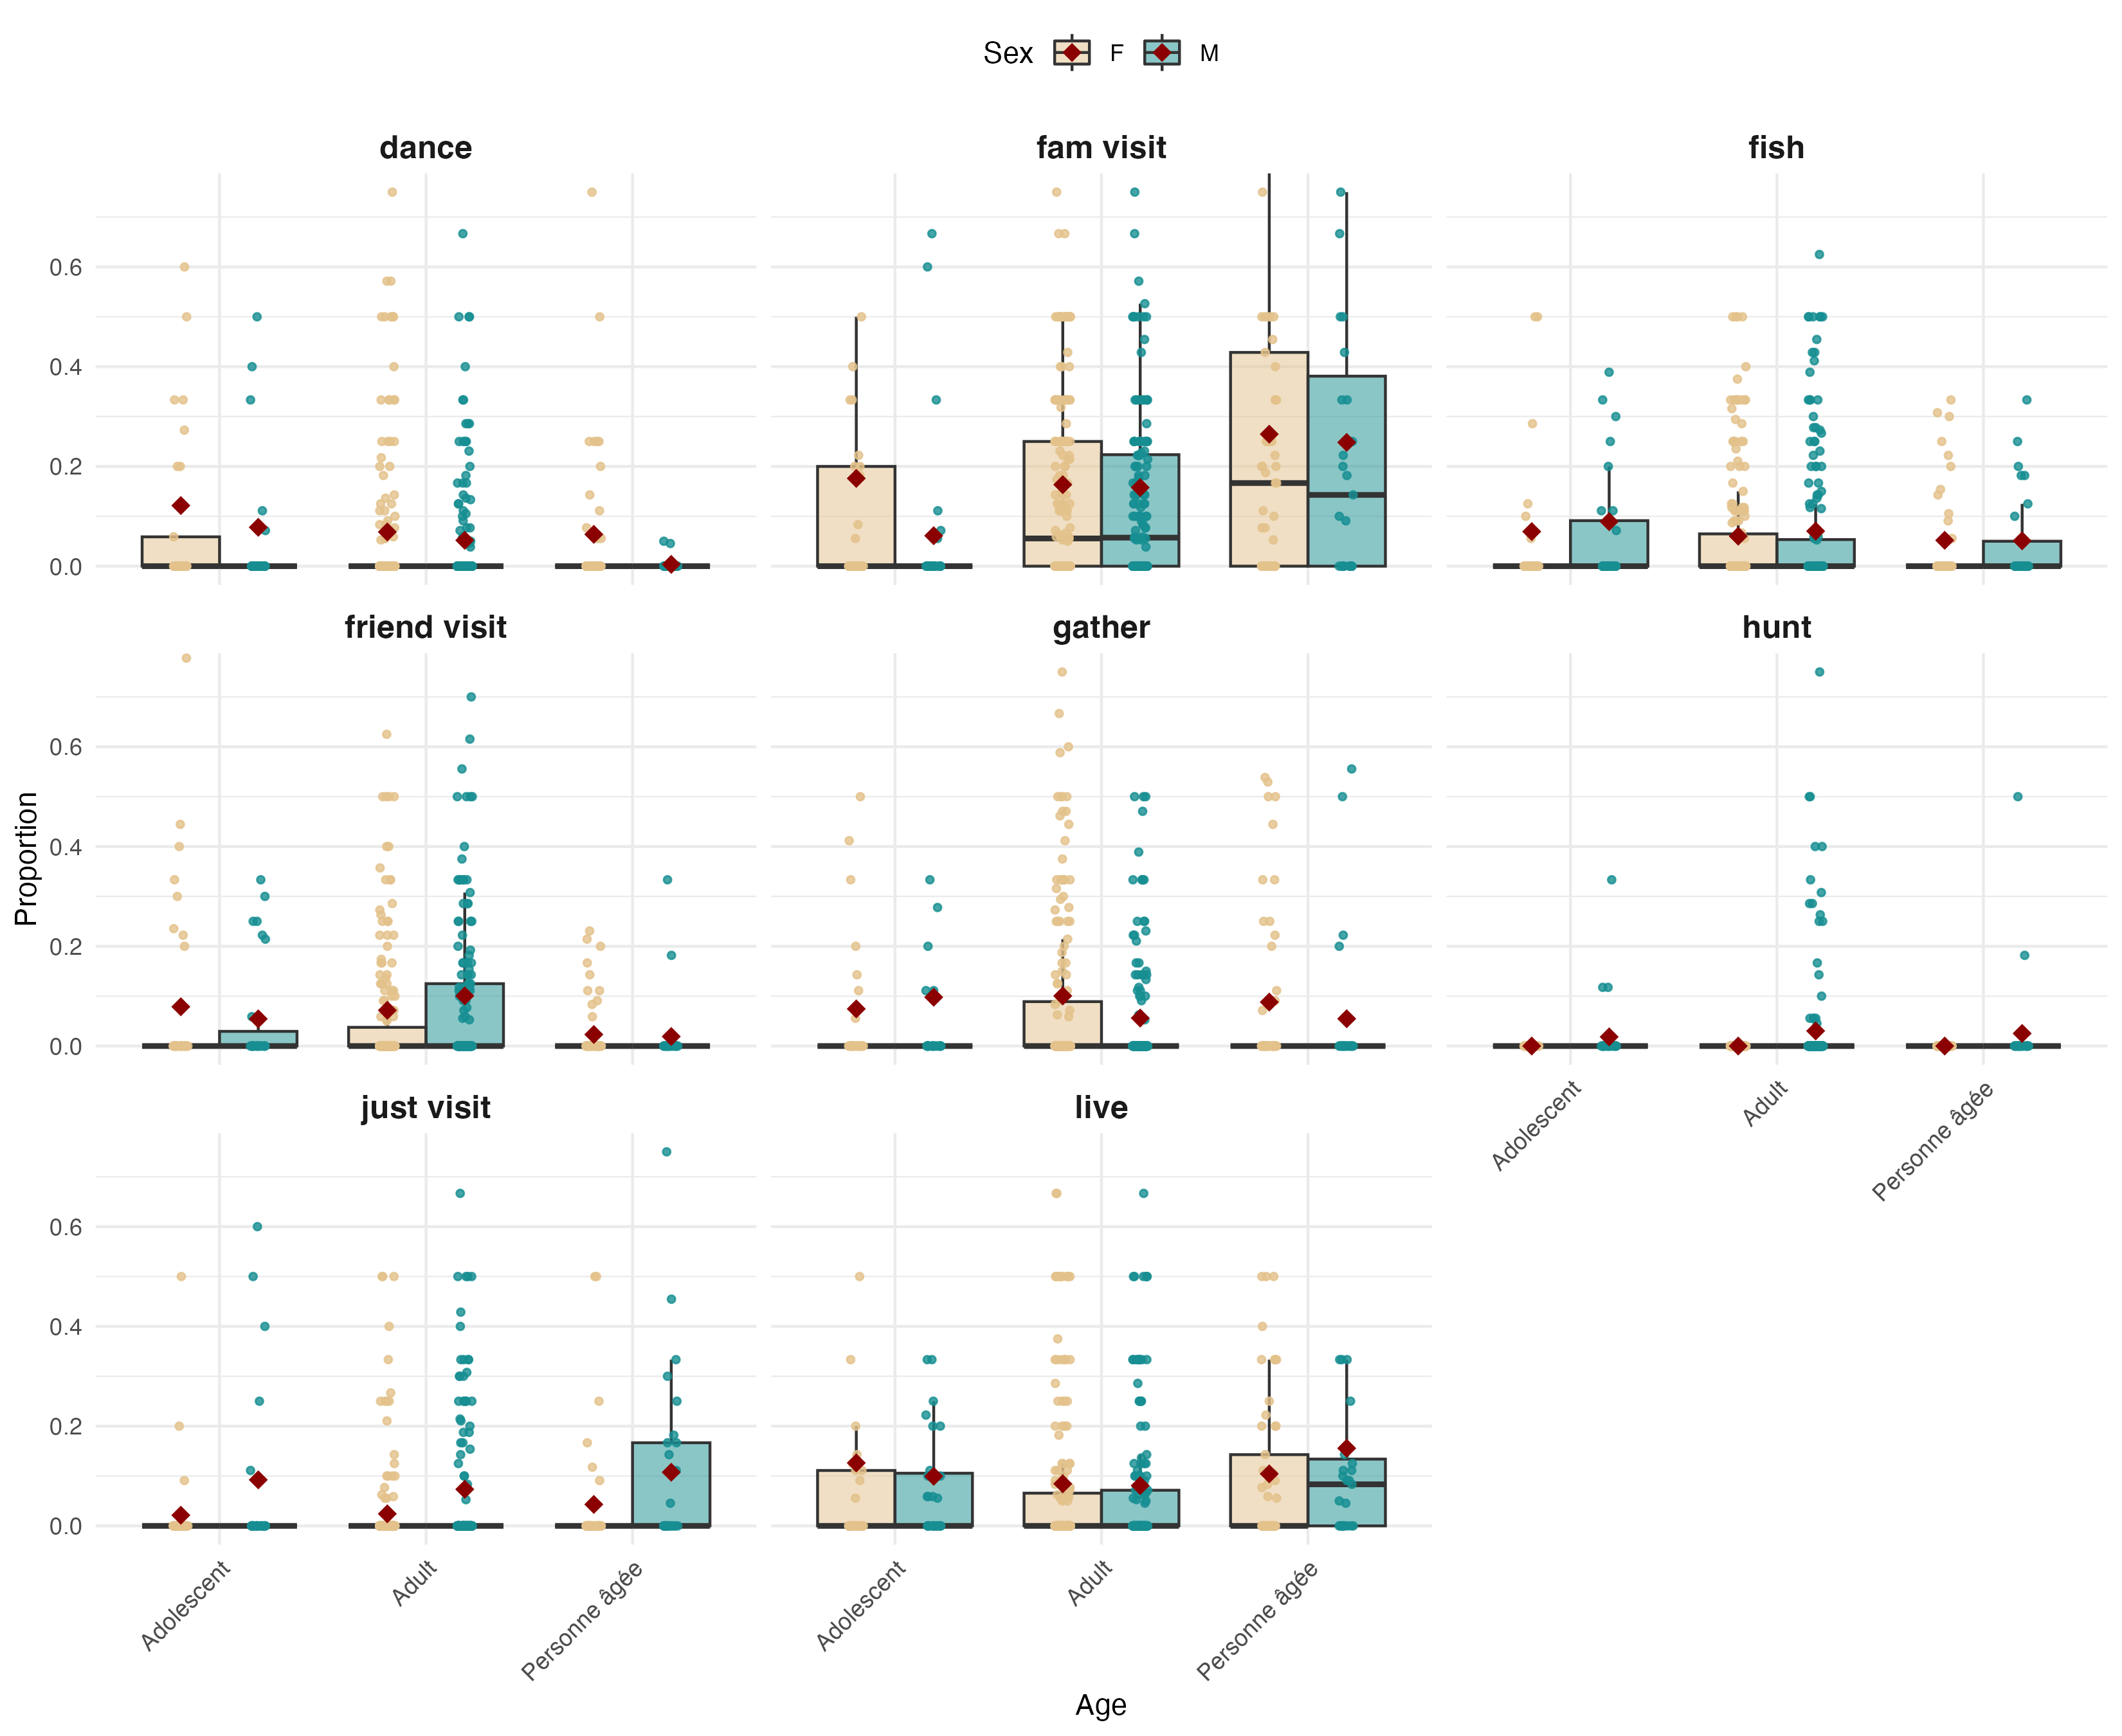 Sex F M
dance fam visit fish
0.6
0.4
0.2
0.0
friend visit gather hunt
0.6
0.4
0.2
0.0
Proportion
Adolescent Adult Personne âgée
just visit live
0.6
0.4
0.2
0.0
Adolescent Adult Personne âgée Adolescent Adult Personne âgée
Age